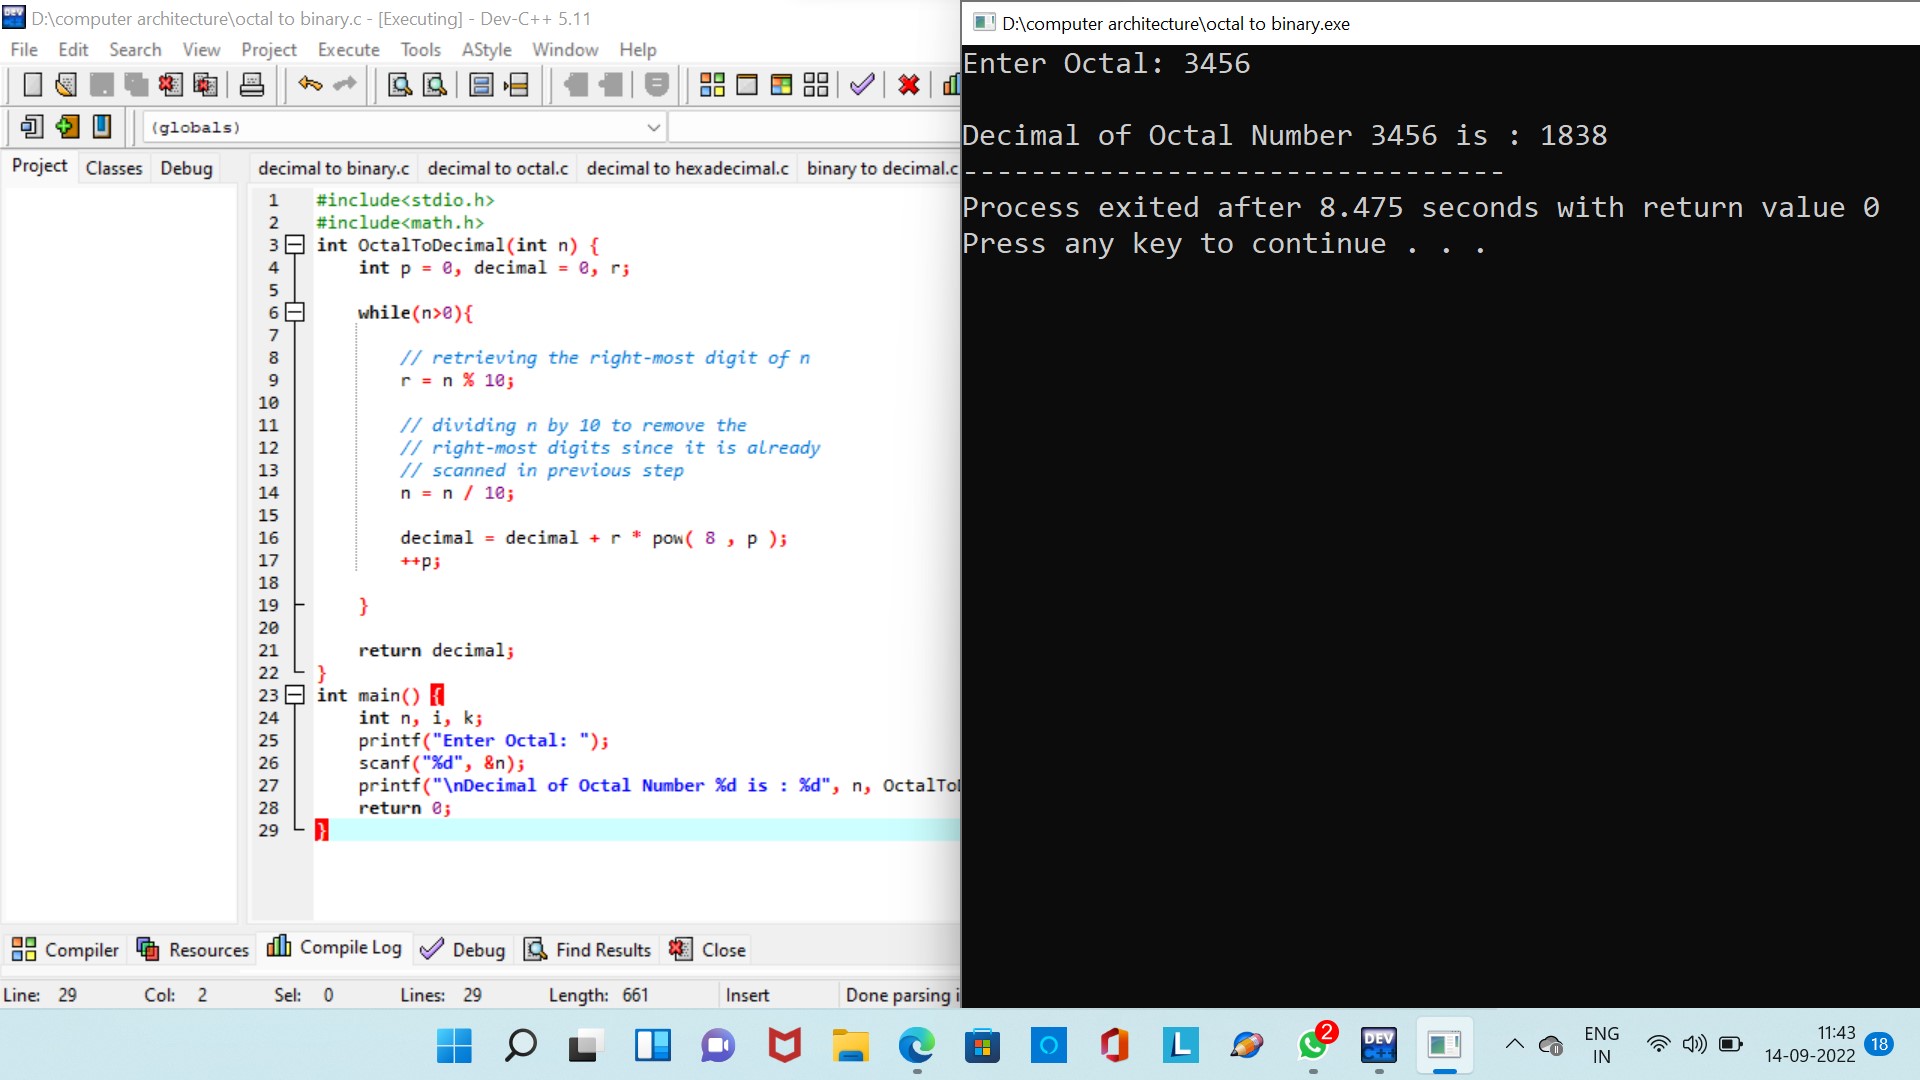 D:\computer architecture\octal to binary.c - [Executing] - Dev-C++ 5.11
File Edit Search View Project Execute Tools AStyle Window Help
(globals)
Project Classes Debug
decimal to binary.c decimal to octal.c decimal to hexadecimal.c binary to decimal.c
1 #include<stdio.h>
2 #include<math.h>
3 int OctalToDecimal(int n) {
4 int p = 0, decimal = 0, r;
5
6 while(n>0){
7
8 // retrieving the right-most digit of n
9 r = n % 10;
10
11 // dividing n by 10 to remove the
12 // right-most digits since it is already
13 // scanned in previous step
14 n = n / 10;
15
16 decimal = decimal + r * pow( 8 , p );
17 ++p;
18
19 }
20
21 return decimal;
22 }
23 int main() {
24 int n, i, k;
25 printf("Enter Octal: ");
26 scanf("%d", &n);
27 printf("\nDecimal of Octal Number %d is : %d", n, OctalTo
28 return 0;
29 }
Compiler Resources Compile Log Debug Find Results Close
Line: 29 Col: 2 Sel: 0 Lines: 29 Length: 661 Insert Done parsing i
D:\computer architecture\octal to binary.exe
Enter Octal: 3456

Decimal of Octal Number 3456 is : 1838
--------------------------------
Process exited after 8.475 seconds with return value 0
Press any key to continue . . .
L
2
DEV
C++
ENG
IN
11:43
14-09-2022
18